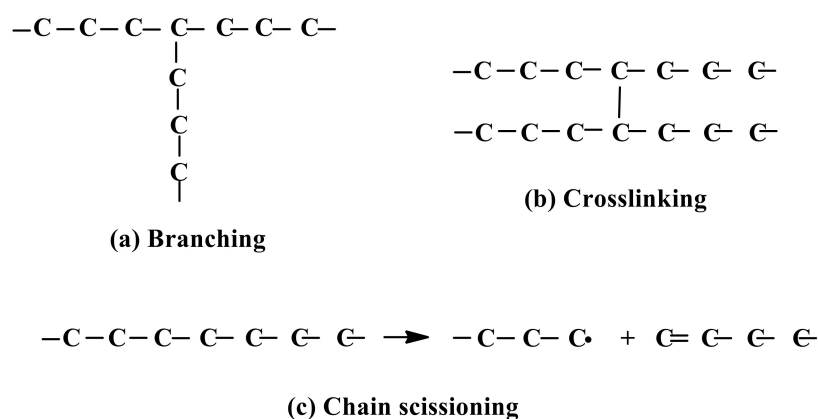 –C–C–C–C–C–C–C–
C
C
C
(a) Branching
–C–C–C–C–C–C–C–
–C–C–C–C–C–C–C–
(b) Crosslinking
–C–C–C–C–C–C–C– → –C–C–C• + C=C–C–C–
(c) Chain scissioning